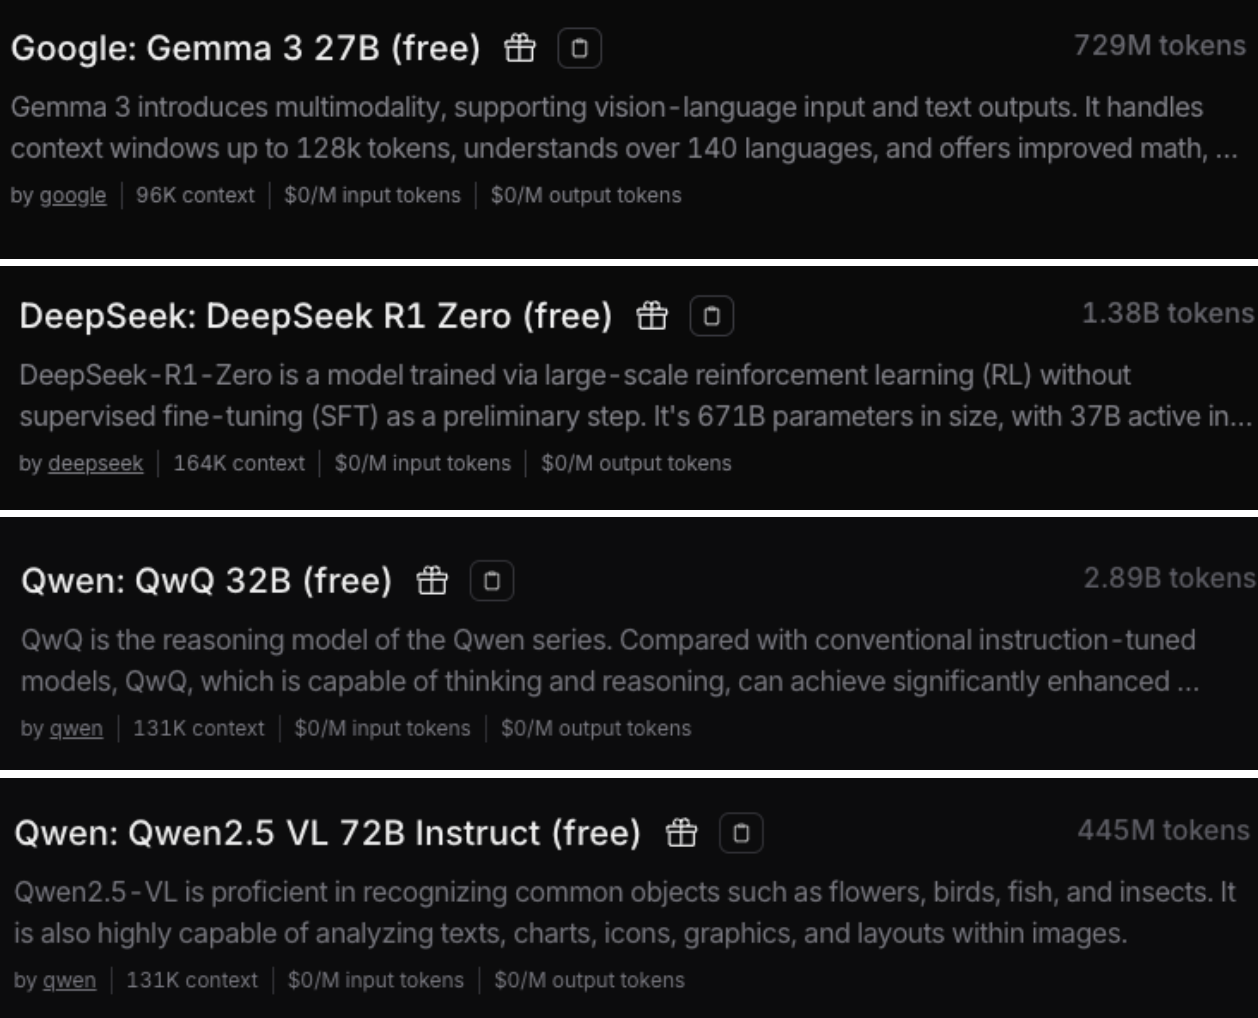 Google: Gemma 3 27B (free) 729M tokens
Gemma 3 introduces multimodality, supporting vision-language input and text outputs. It handles
context windows up to 128k tokens, understands over 140 languages, and offers improved math, ...
by google 96K context $0/M input tokens $0/M output tokens
DeepSeek: DeepSeek R1 Zero (free) 1.38B tokens
DeepSeek-R1-Zero is a model trained via large-scale reinforcement learning (RL) without
supervised fine-tuning (SFT) as a preliminary step. It's 671B parameters in size, with 37B active in...
by deepseek 164K context $0/M input tokens $0/M output tokens
Qwen: QwQ 32B (free) 2.89B tokens
QwQ is the reasoning model of the Qwen series. Compared with conventional instruction-tuned
models, QwQ, which is capable of thinking and reasoning, can achieve significantly enhanced ...
by qwen 131K context $0/M input tokens $0/M output tokens
Qwen: Qwen2.5 VL 72B Instruct (free) 445M tokens
Qwen2.5-VL is proficient in recognizing common objects such as flowers, birds, fish, and insects. It
is also highly capable of analyzing texts, charts, icons, graphics, and layouts within images.
by qwen 131K context $0/M input tokens $0/M output tokens